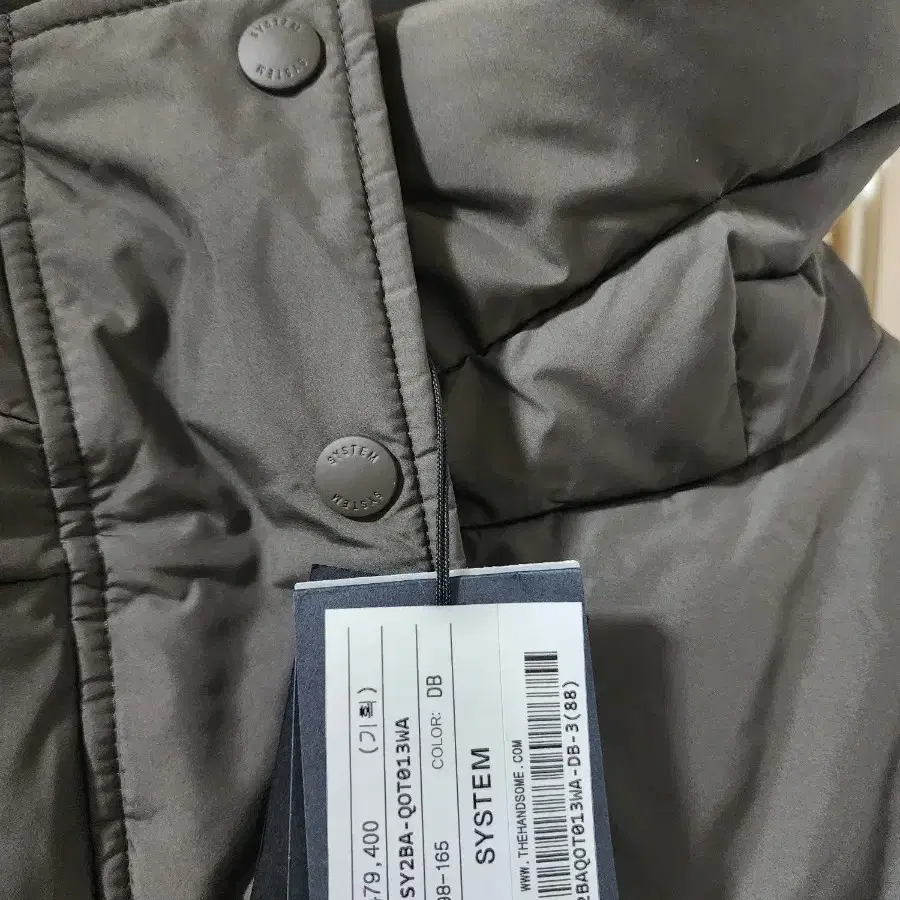 SYSTEM
SYSTEM
SYSTEM
SYSTEM
(기획)
SY2BA-QOT013WA
COLOR: DB
98-165
SYSTEM
WWW.THEHANDSOME.COM
2BAQOT013WA-DB-3(88)
479,400